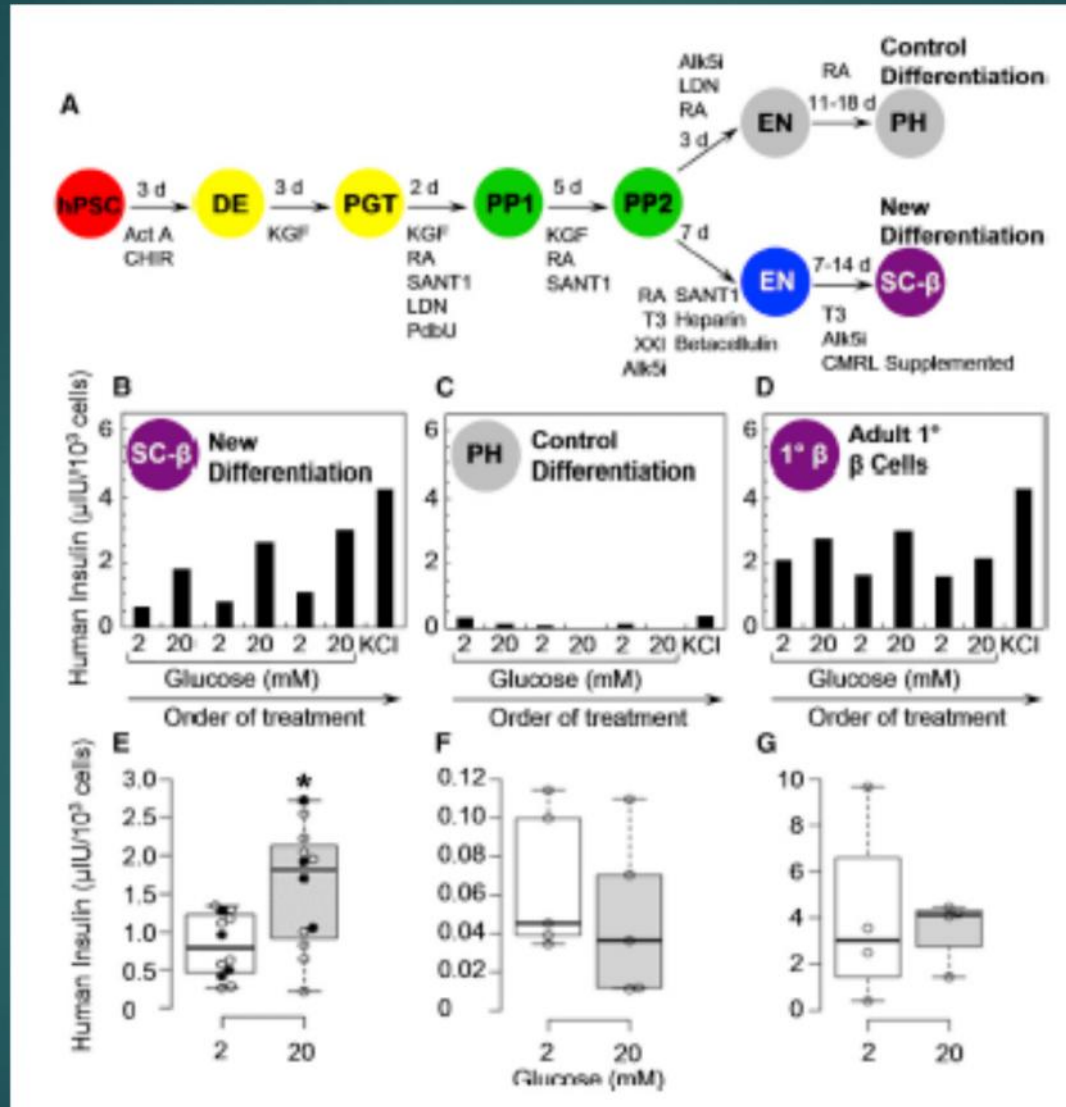 A
hPSC
3 d
Act A
CHIR
DE
3 d
KGF
PGT
2 d
KGF
RA
SANT1
LDN
PdbU
PP1
5 d
KGF
RA
SANT1
PP2
Alk5i
LDN
RA
3 d
EN
RA
11-18 d
PH
Control
Differentiation
7 d
RA SANT1
T3 Heparin
XXI Betacellulin
Alk5i
EN
7-14 d
T3
Alk5i
CMRL Supplemented
SC-β
New
Differentiation
B
Human Insulin (µIU/10³ cells)
6
4
2
0
SC-β
New
Differentiation
2 20 2 20 2 20 KCl
Glucose (mM)
Order of treatment
C
6
4
2
0
PH
Control
Differentiation
2 20 2 20 2 20 KCl
Glucose (mM)
Order of treatment
D
6
4
2
0
1° β
Adult 1°
β Cells
2 20 2 20 2 20 KCl
Glucose (mM)
Order of treatment
E
Human Insulin (µIU/10³ cells)
3.0
2.5
2.0
1.5
1.0
0.5
0
*
2 20
F
0.12
0.10
0.08
0.06
0.04
0.02
0
2 20
Glucose (mM)
G
10
8
6
4
2
0
2 20